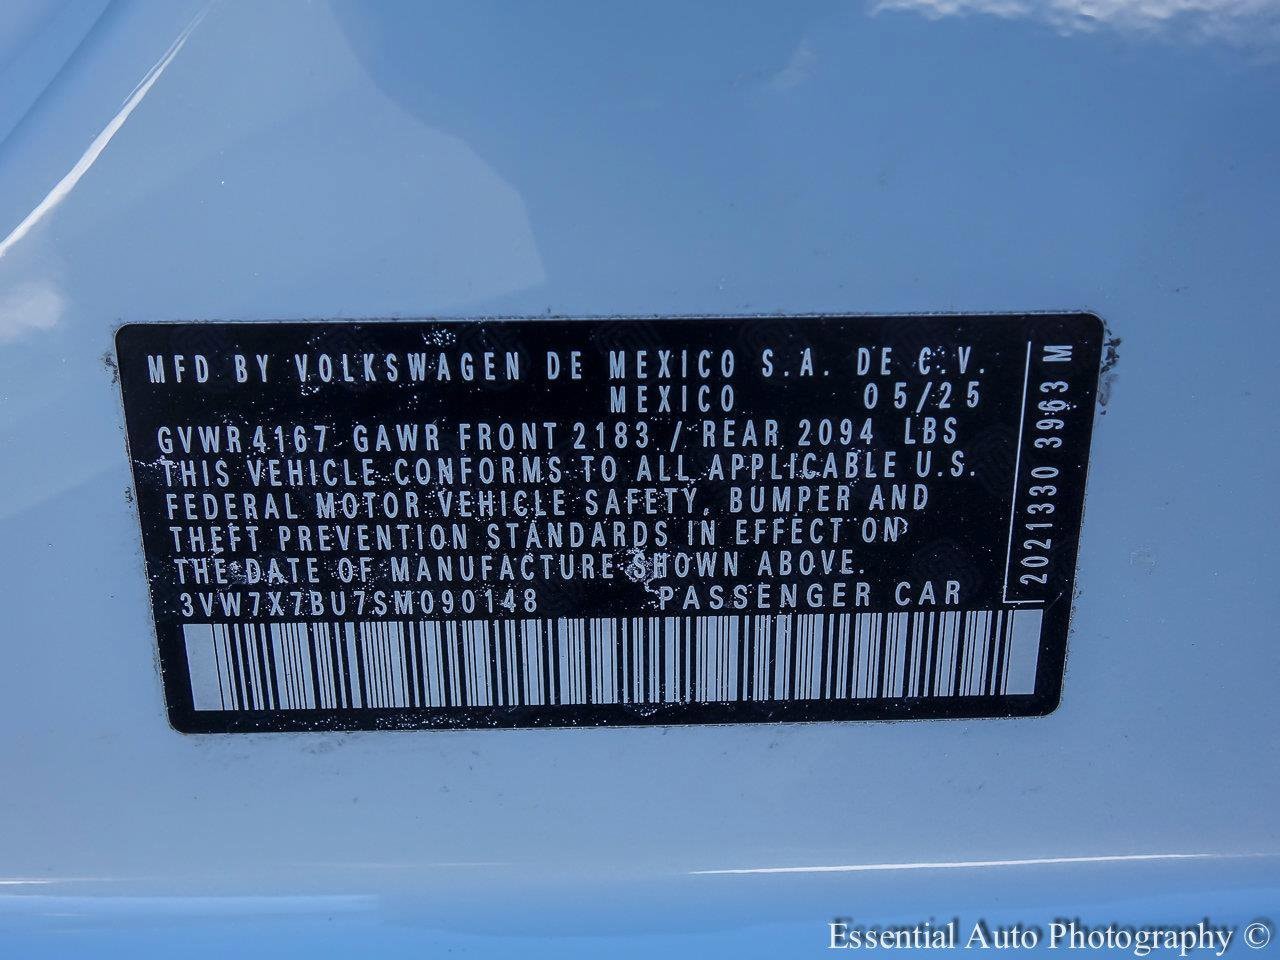 MFD BY VOLKSWAGEN DE MEXICO S.A. DE C.V.
MEXICO 05/25
GVWR 4167 GAWR FRONT 2183 / REAR 2094 LBS
THIS VEHICLE CONFORMS TO ALL APPLICABLE U.S.
FEDERAL MOTOR VEHICLE SAFETY, BUMPER AND
THEFT PREVENTION STANDARDS IN EFFECT ON
THE DATE OF MANUFACTURE SHOWN ABOVE.
3VW7X7BU7SM090148 PASSENGER CAR
2021330 3963 M
Essential Auto Photography ©